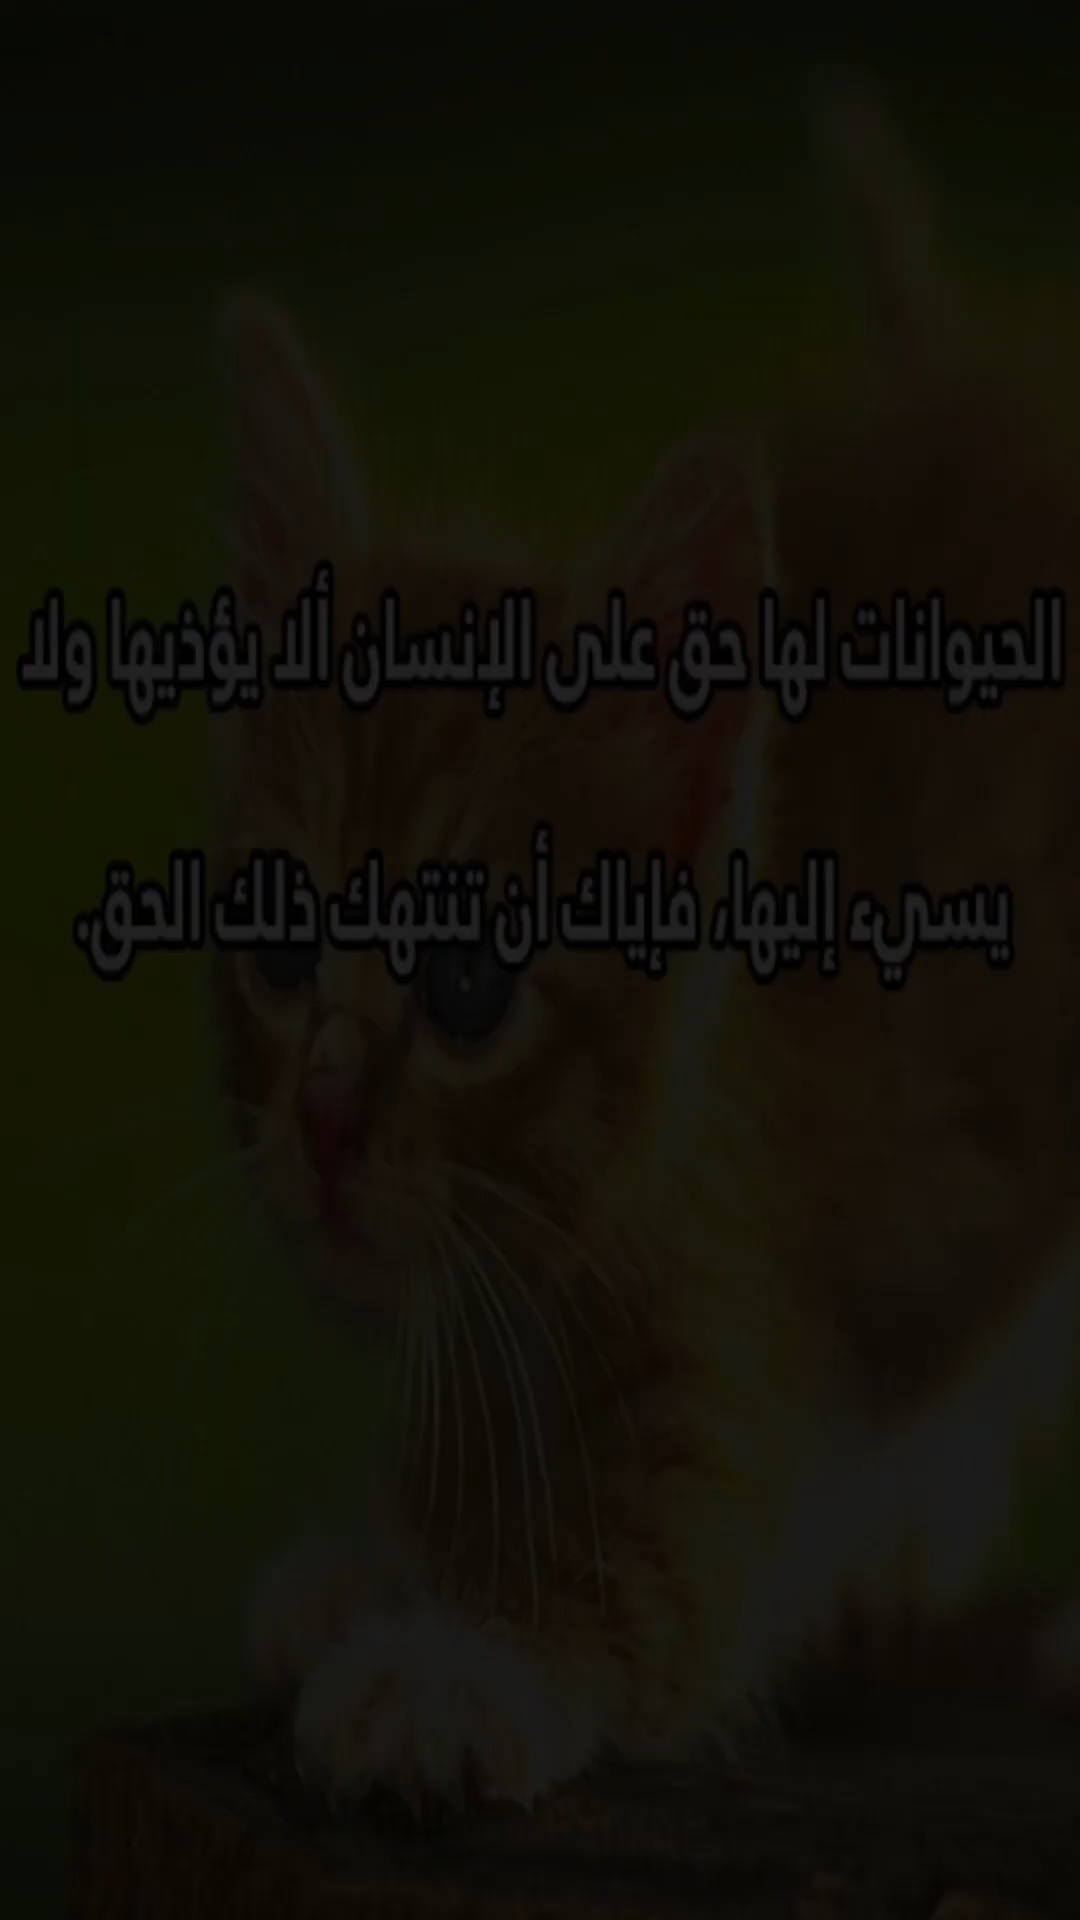 الحيوانات لها حق على الإنسان ألا يؤذيها ولا
يسيء إليها، فإياك أن تنتهك ذلك الحق.